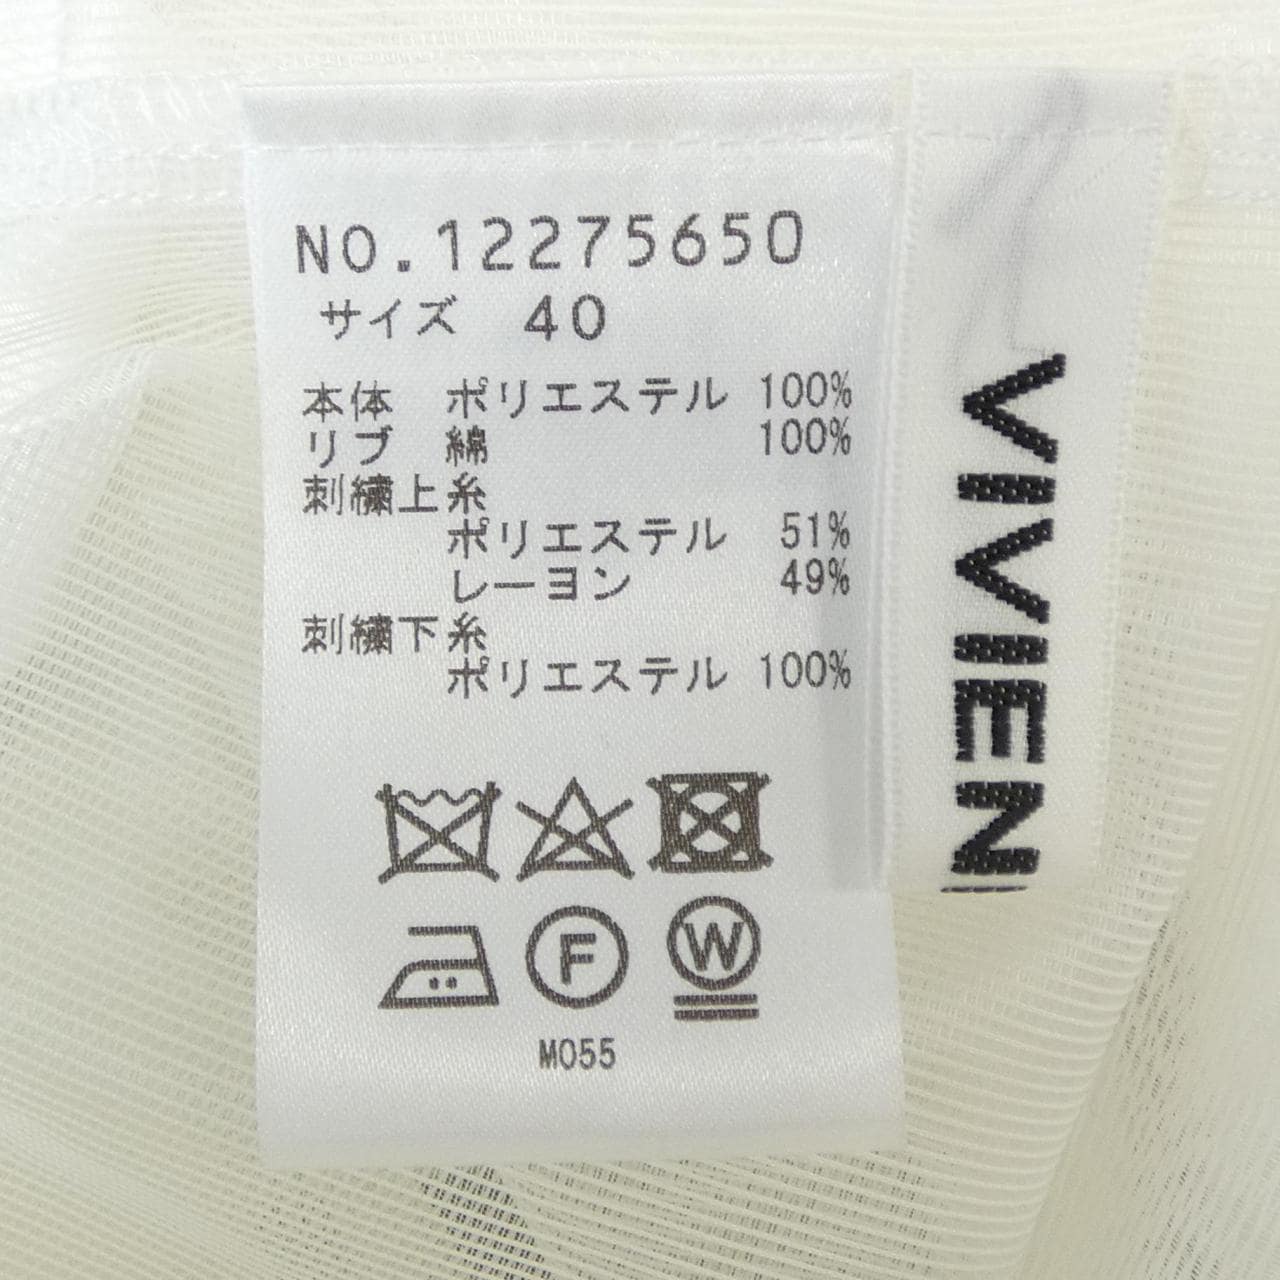 NO.12275650
サイズ 40
本体 ポリエステル 100%
リブ 綿 100%
刺繍上糸
ポリエステル 51%
レーヨン 49%
刺繍下糸
ポリエステル 100%
F
W
M055
VIVIEN